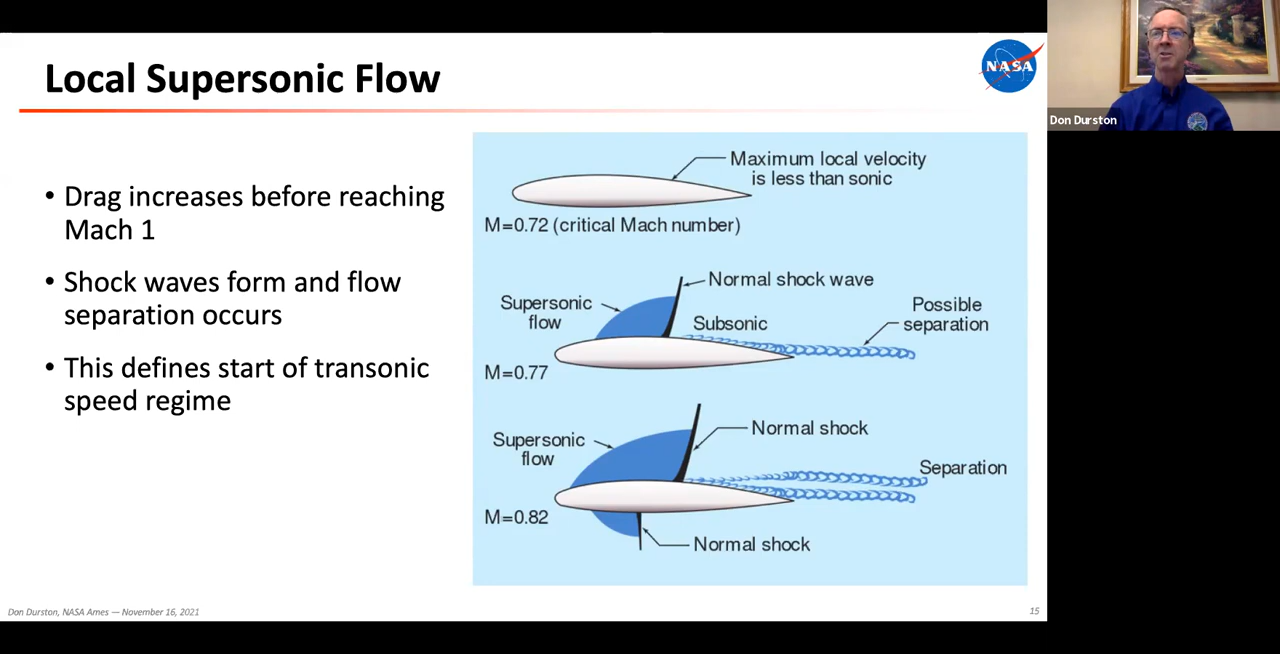 Local Supersonic Flow
NASA
Don Durston
• Drag increases before reaching
Mach 1
• Shock waves form and flow
separation occurs
• This defines start of transonic
speed regime
Maximum local velocity
is less than sonic
M=0.72 (critical Mach number)
Normal shock wave
Supersonic
flow
Subsonic
Possible
separation
M=0.77
Supersonic
flow
Normal shock
Separation
M=0.82
Normal shock
Don Durston, NASA Ames — November 16, 2021
15